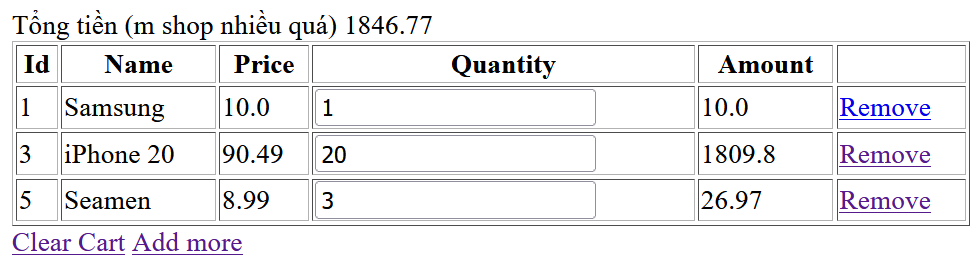 Tổng tiền (m shop nhiều quá) 1846.77
Id Name Price Quantity Amount
1 Samsung 10.0 1 10.0 Remove
3 iPhone 20 90.49 20 1809.8 Remove
5 Seamen 8.99 3 26.97 Remove
Clear Cart Add more